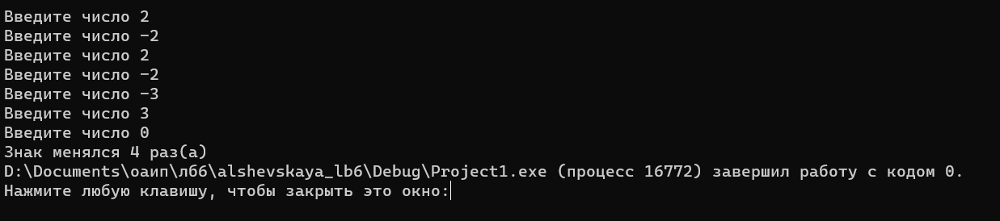 Введите число 2
Введите число -2
Введите число 2
Введите число -2
Введите число -3
Введите число 3
Введите число 0
Знак менялся 4 раз(а)
D:\Documents\оаип\лб6\alshevskaya_lb6\Debug\Project1.exe (процесс 16772) завершил работу с кодом 0.
Нажмите любую клавишу, чтобы закрыть это окно: